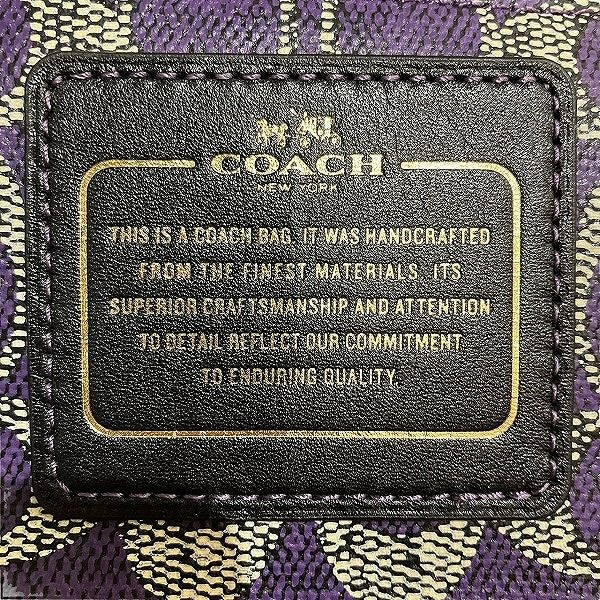 COACH
NEW YORK
THIS IS A COACH BAG. IT WAS HANDCRAFTED
FROM THE FINEST MATERIALS. ITS
SUPERIOR CRAFTSMANSHIP AND ATTENTION
TO DETAIL REFLECT OUR COMMITMENT
TO ENDURING QUALITY.